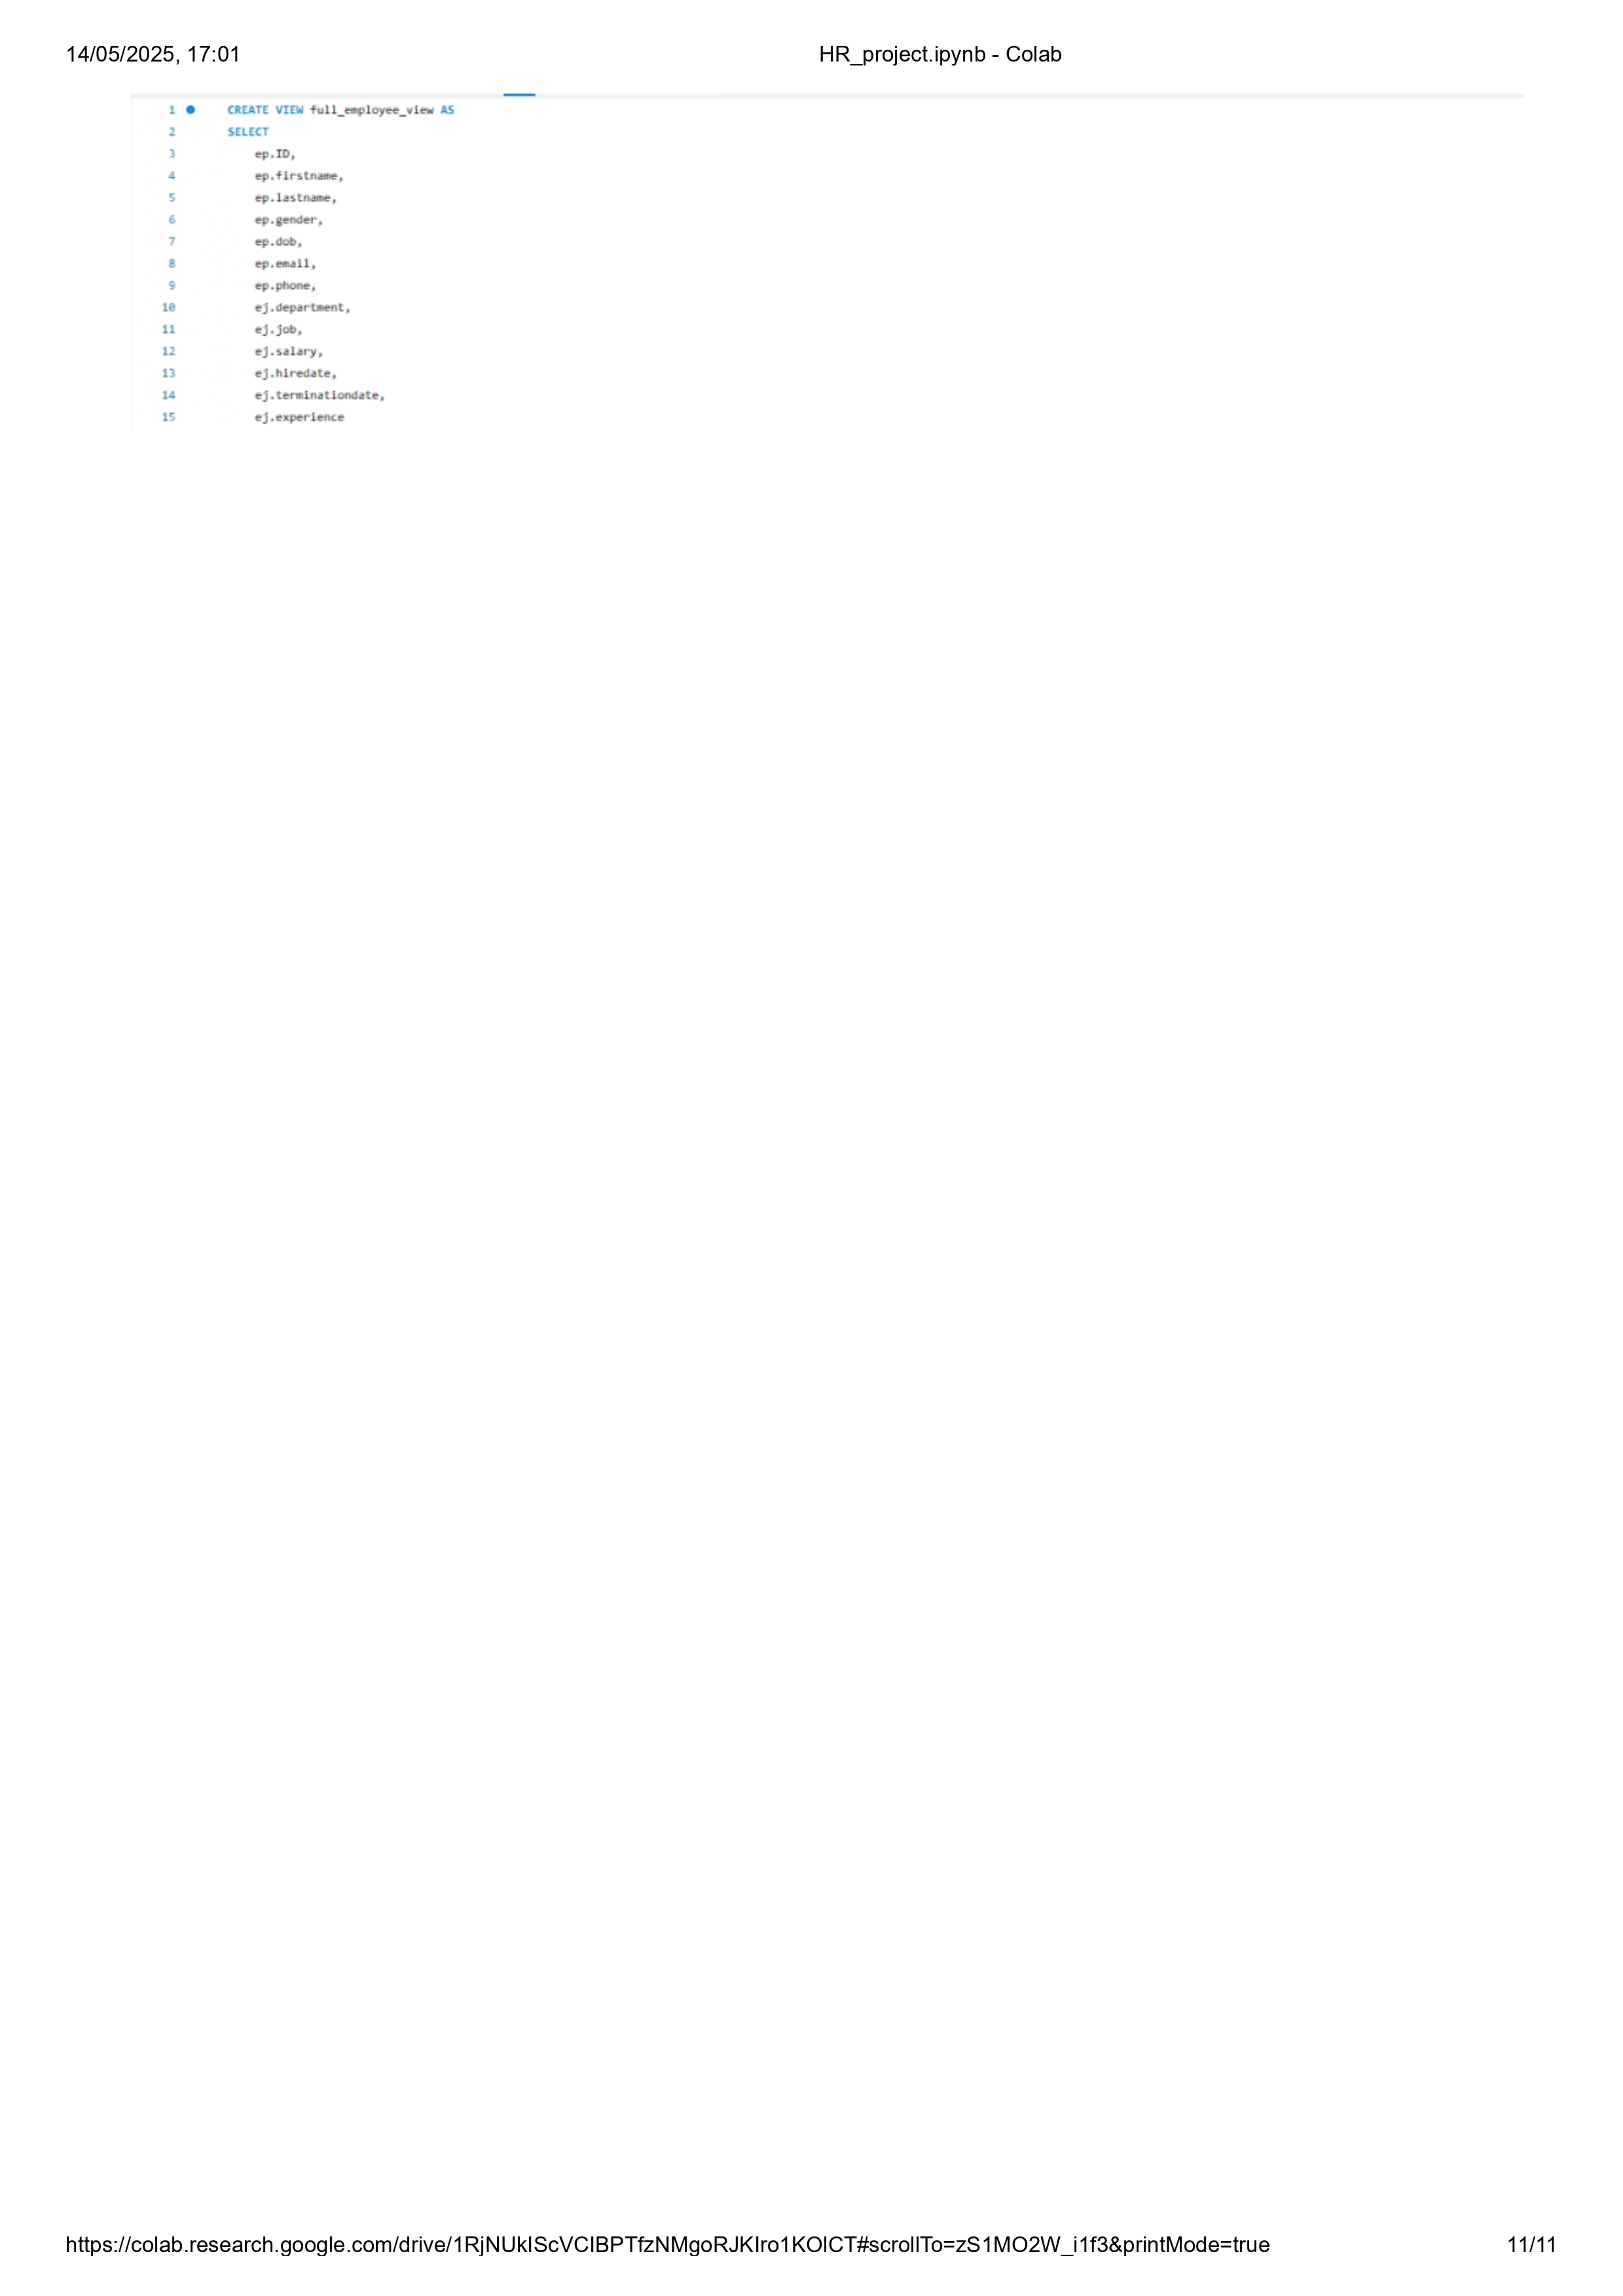 14/05/2025, 17:01 HR_project.ipynb - Colab
1 CREATE VIEW full_employee_view AS
2 SELECT
3 ep.ID,
4 ep.firstname,
5 ep.lastname,
6 ep.gender,
7 ep.dob,
8 ep.email,
9 ep.phone,
10 ej.department,
11 ej.job,
12 ej.salary,
13 ej.hiredate,
14 ej.terminationdate,
15 ej.experience
https://colab.research.google.com/drive/1RjNUkIScVCIBPTfzNMgoRJKIro1KOICT#scrollTo=zS1MO2W_i1f3&printMode=true 11/11